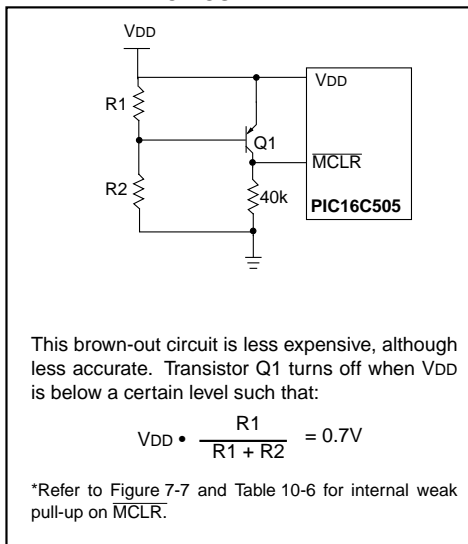 VDD
VDD
R1
Q1
MCLR
R2
40k
PIC16C505
This brown-out circuit is less expensive, although
less accurate. Transistor Q1 turns off when VDD
is below a certain level such that:
VDD • R1 / R1 + R2 = 0.7V
*Refer to Figure 7-7 and Table 10-6 for internal weak
pull-up on MCLR.